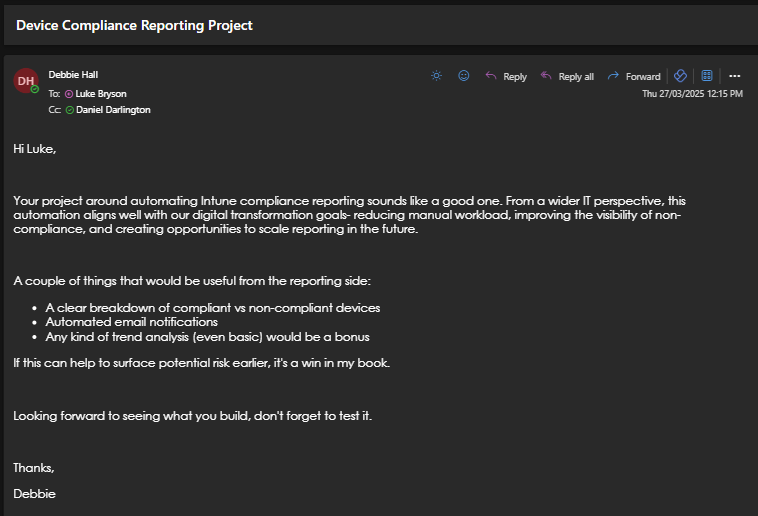 Device Compliance Reporting Project
DH
Debbie Hall
Reply
Reply all
Forward
To: Luke Bryson
Thu 27/03/2025 12:15 PM
Cc: Daniel Darlington
Hi Luke,
Your project around automating Intune compliance reporting sounds like a good one. From a wider IT perspective, this
automation aligns well with our digital transformation goals- reducing manual workload, improving the visibility of non-
compliance, and creating opportunities to scale reporting in the future.
A couple of things that would be useful from the reporting side:
• A clear breakdown of compliant vs non-compliant devices
• Automated email notifications
• Any kind of trend analysis (even basic) would be a bonus
If this can help to surface potential risk earlier, it's a win in my book.
Looking forward to seeing what you build, don't forget to test it.
Thanks,
Debbie